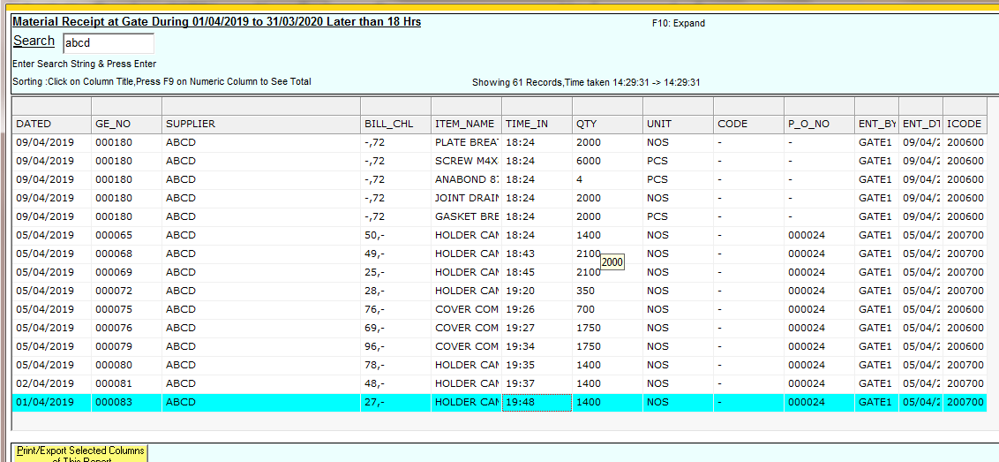 Material Receipt at Gate During 01/04/2019 to 31/03/2020 Later than 18 Hrs
F10: Expand
Search abcd
Enter Search String & Press Enter
Sorting :Click on Column Title,Press F9 on Numeric Column to See Total
Showing 61 Records,Time taken 14:29:31 -> 14:29:31
DATED GE_NO SUPPLIER BILL_CHL ITEM_NAME TIME_IN QTY UNIT CODE P_O_NO ENT_BY ENT_DT ICODE
09/04/2019 000180 ABCD -,72 PLATE BREA 18:24 2000 NOS - - GATE1 09/04/2 200600
09/04/2019 000180 ABCD -,72 SCREW M4X 18:24 6000 PCS - - GATE1 09/04/2 200600
09/04/2019 000180 ABCD -,72 ANABOND 87 18:24 4 PCS - - GATE1 09/04/2 200600
09/04/2019 000180 ABCD -,72 JOINT DRAIN 18:24 2000 NOS - - GATE1 09/04/2 200600
09/04/2019 000180 ABCD -,72 GASKET BRE 18:24 2000 PCS - - GATE1 09/04/2 200600
05/04/2019 000065 ABCD 50,- HOLDER CAM 18:24 1400 NOS - 000024 GATE1 05/04/2 200700
05/04/2019 000068 ABCD 49,- HOLDER CAM 18:43 2100 NOS - 000024 GATE1 05/04/2 200700
2000
05/04/2019 000069 ABCD 25,- HOLDER CAM 18:45 2100 NOS - 000024 GATE1 05/04/2 200700
05/04/2019 000072 ABCD 28,- HOLDER CAM 19:20 350 NOS - 000024 GATE1 05/04/2 200700
05/04/2019 000075 ABCD 76,- COVER COM 19:26 700 NOS - 000024 GATE1 05/04/2 200600
05/04/2019 000076 ABCD 69,- COVER COM 19:27 1750 NOS - 000024 GATE1 05/04/2 200600
05/04/2019 000079 ABCD 96,- COVER COM 19:34 1750 NOS - 000024 GATE1 05/04/2 200600
05/04/2019 000080 ABCD 78,- HOLDER CAM 19:35 1400 NOS - 000024 GATE1 05/04/2 200700
02/04/2019 000081 ABCD 48,- HOLDER CAM 19:37 1400 NOS - 000024 GATE1 05/04/2 200700
01/04/2019 000083 ABCD 27,- HOLDER CAM 19:48 1400 NOS - 000024 GATE1 05/04/2 200700
Print/Export Selected Columns
of This Report